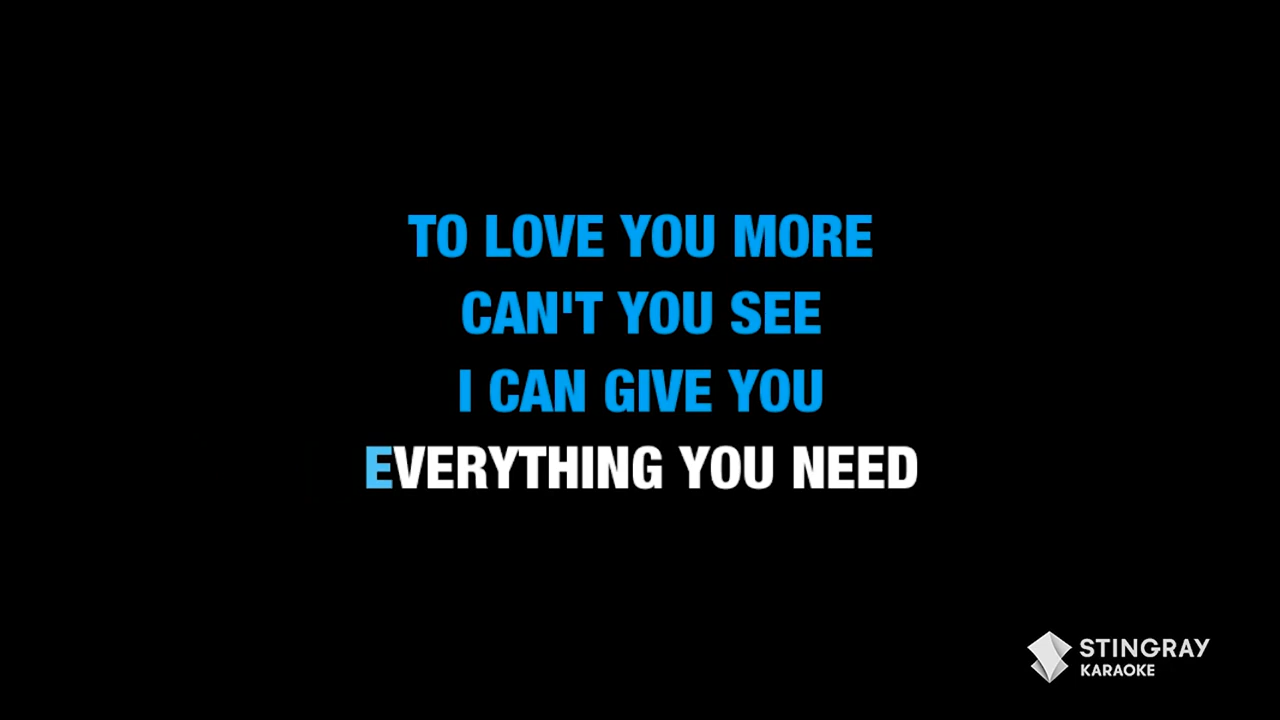 TO LOVE YOU MORE
CAN'T YOU SEE
I CAN GIVE YOU
EVERYTHING YOU NEED
STINGRAY
KARAOKE